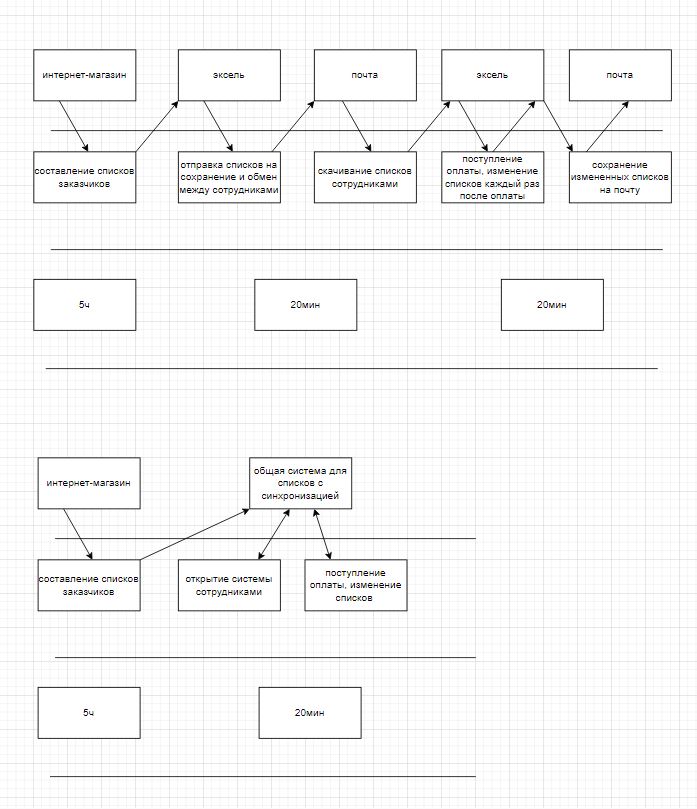 интернет-магазин
эксель
почта
эксель
почта
составление списков
заказчиков
отправка списков на
сохранение и обмен
между сотрудниками
скачивание списков
сотрудниками
поступление
оплаты, изменение
списков каждый раз
после оплаты
сохранение
измененных списков
на почту
5ч
20мин
20мин
интернет-магазин
общая система для
списков с
синхронизацией
составление списков
заказчиков
открытие системы
сотрудниками
поступление
оплаты, изменение
списков
5ч
20мин